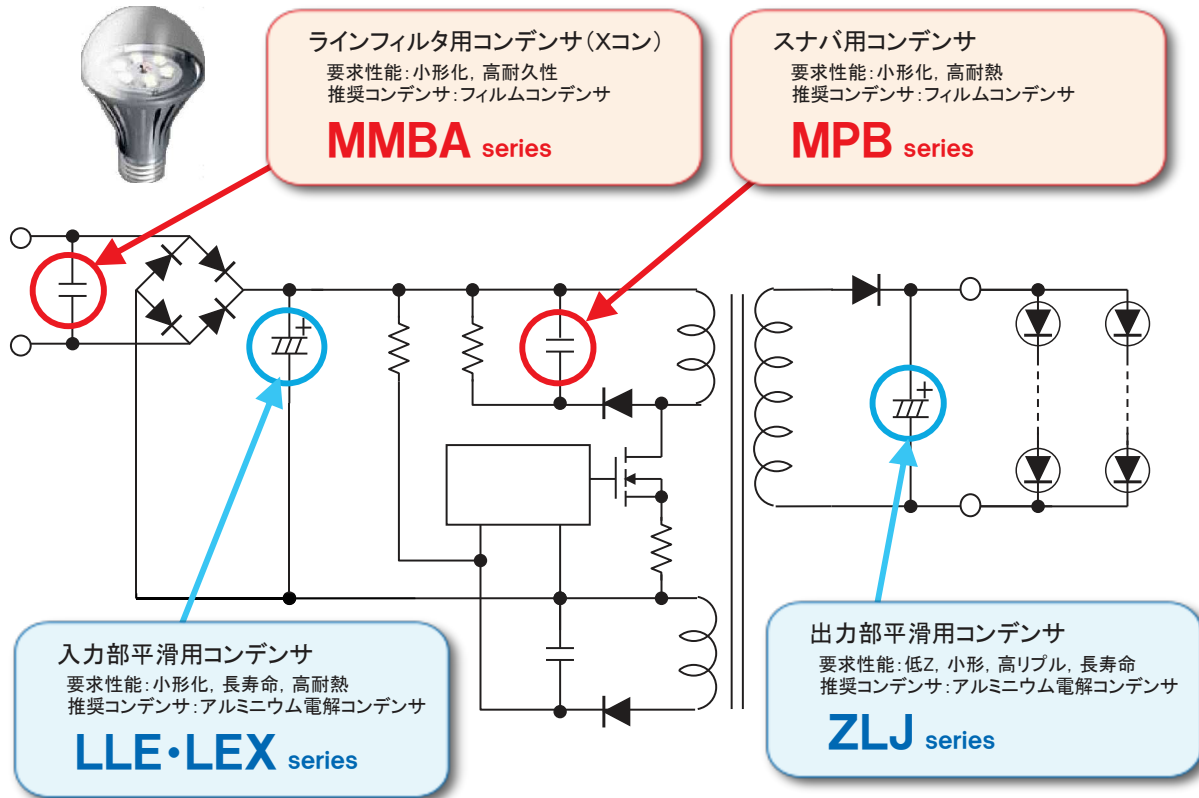 ラインフィルタ用コンデンサ(Xコン)
要求性能:小形化, 高耐久性
推奨コンデンサ:フィルムコンデンサ
MMBA series
スナバ用コンデンサ
要求性能:小形化, 高耐熱
推奨コンデンサ:フィルムコンデンサ
MPB series
+
+
入力部平滑用コンデンサ
要求性能:小形化, 長寿命, 高耐熱
推奨コンデンサ:アルミニウム電解コンデンサ
LLE・LEX series
出力部平滑用コンデンサ
要求性能:低Z, 小形, 高リプル, 長寿命
推奨コンデンサ:アルミニウム電解コンデンサ
ZLJ series